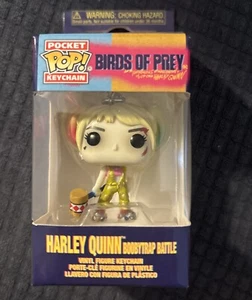 WARNING: CHOKING HAZARD
POCKET
POP!
KEYCHAIN
BIRDS OF PREY
HARLEY QUINN BOOBYTRAP BATTLE
VINYL FIGURE KEYCHAIN
PORTE-CLÉ FIGURINE EN VINYLE
LLAVERO CON FIGURA DE PLÁSTICO